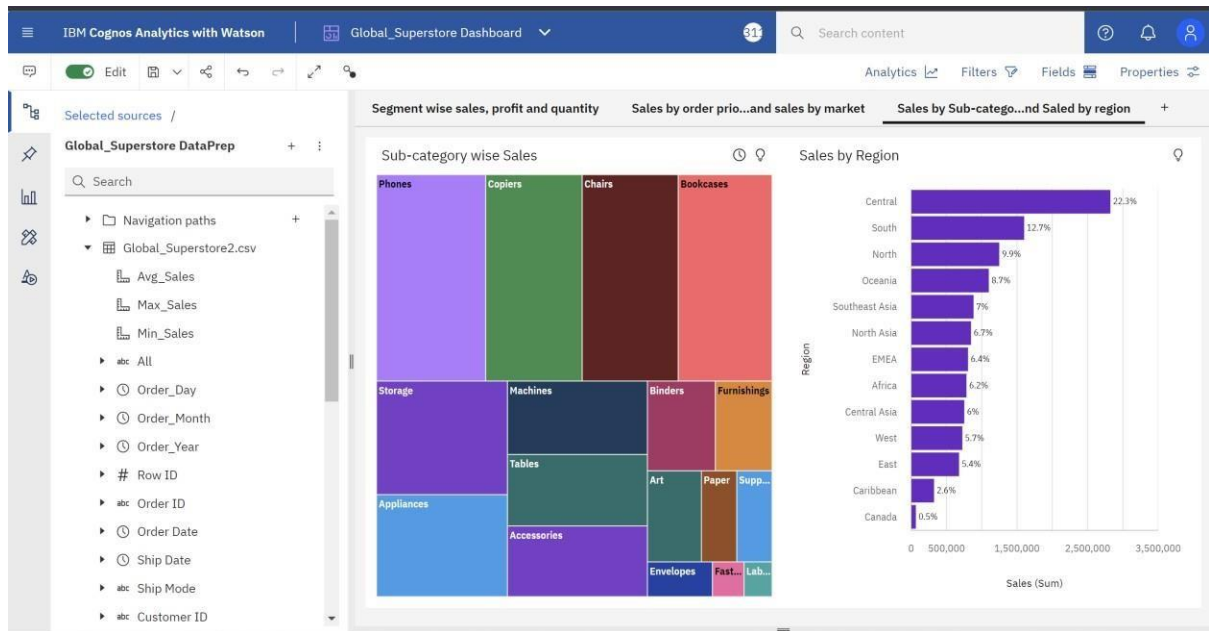 IBM Cognos Analytics with Watson
Global_Superstore Dashboard
Search content
Edit
Analytics
Filters
Fields
Properties
Selected sources /
Global_Superstore DataPrep
Search
Navigation paths
Global_Superstore2.csv
Avg_Sales
Max_Sales
Min_Sales
abc All
Order_Day
Order_Month
Order_Year
# Row ID
abc Order ID
Order Date
Ship Date
abc Ship Mode
abc Customer ID
Segment wise sales, profit and quantity
Sales by order prio...and sales by market
Sales by Sub-catego...nd Saled by region
Sub-category wise Sales
Phones
Copiers
Chairs
Bookcases
Storage
Machines
Binders
Furnishings
Tables
Art
Paper
Supp...
Appliances
Accessories
Envelopes
Fast...
Lab...
Sales by Region
Region
Central 22.3%
South 12.7%
North 9.9%
Oceania 8.7%
Southeast Asia 7%
North Asia 6.7%
EMEA 6.4%
Africa 6.2%
Central Asia 6%
West 5.7%
East 5.4%
Caribbean 2.6%
Canada 0.5%
0 500,000 1,500,000 2,500,000 3,500,000
Sales (Sum)